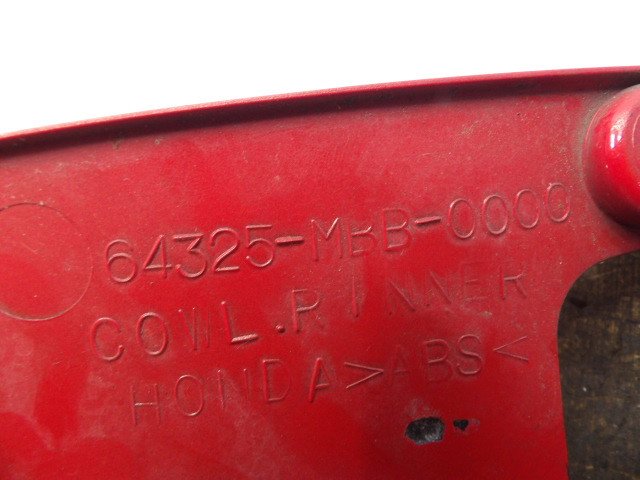 64325-MBB-0000
COWL.R INNER
HONDA>ABS<